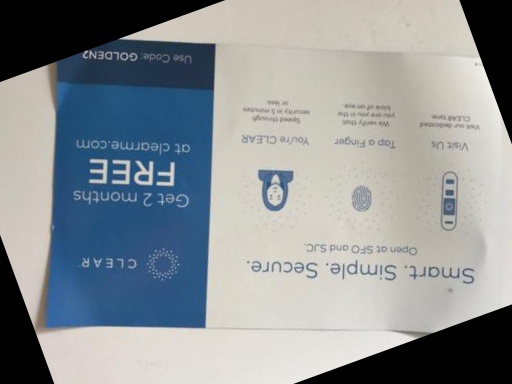 Smart. Simple. Secure.
Open at SFO and SJC.
Visit Us
Visit our dedicated
CLEAR lane.
Tap a Finger
We verify that
you are you in the
blink of an eye.
You're CLEAR
Speed through
security in 5 minutes
or less.
CLEAR
Get 2 months
FREE
at clearme.com
Use Code: GOLDEN2